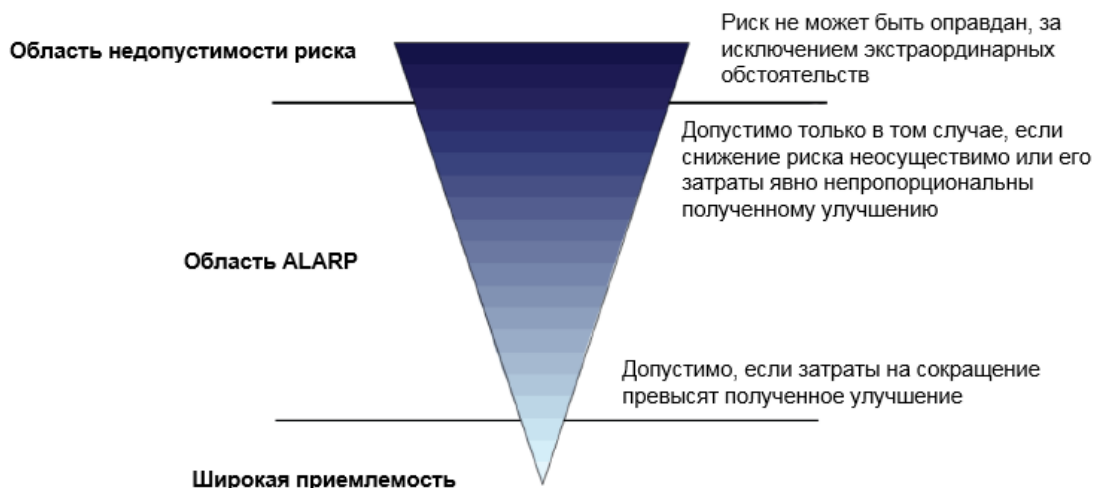 Область недопустимости риска
Риск не может быть оправдан, за
исключением экстраординарных
обстоятельств
Допустимо только в том случае, если
снижение риска неосуществимо или его
затраты явно непропорциональны
полученному улучшению
Область ALARP
Допустимо, если затраты на сокращение
превысят полученное улучшение
Широкая приемлемость